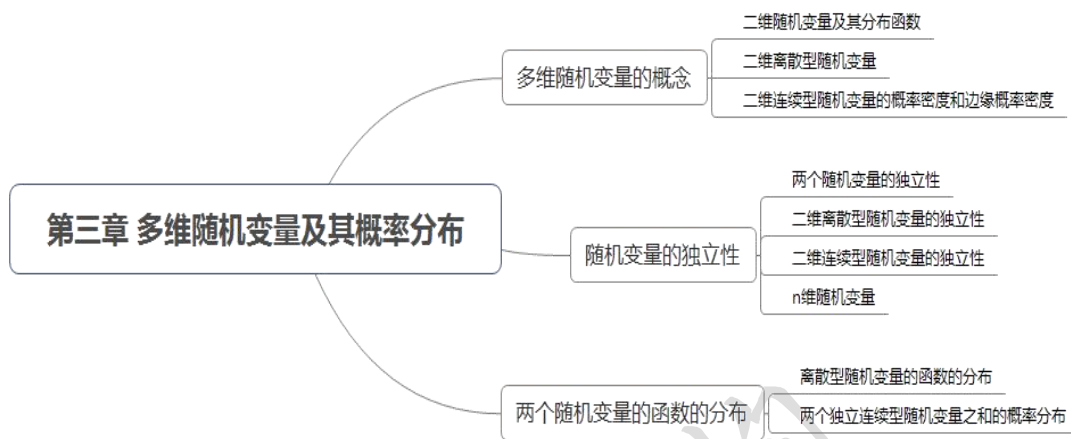 第三章 多维随机变量及其概率分布
多维随机变量的概念
二维随机变量及其分布函数
二维离散型随机变量
二维连续型随机变量的概率密度和边缘概率密度
随机变量的独立性
两个随机变量的独立性
二维离散型随机变量的独立性
二维连续型随机变量的独立性
n维随机变量
两个随机变量的函数的分布
离散型随机变量的函数的分布
两个独立连续型随机变量之和的概率分布